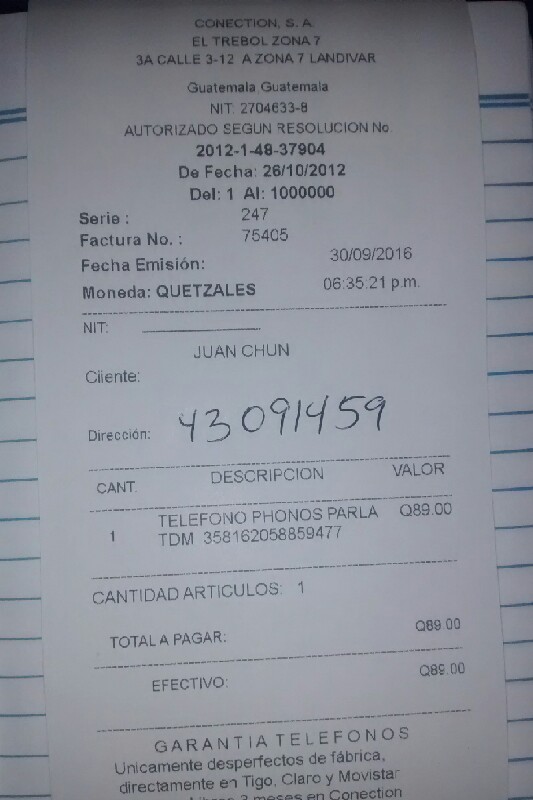 CONECTION, S. A.
EL TREBOL ZONA 7
3A CALLE 3-12 A ZONA 7 LANDIVAR
Guatemala Guatemala
NIT: 2704633-8
AUTORIZADO SEGUN RESOLUCION No
2012-1-48-37904
De Fecha: 26/10/2012
Del: 1 Al: 1000000
Serie : 247
Factura No. : 75405
Fecha Emisión: 30/09/2016
Moneda: QUETZALES 06:35:21 p.m.
NIT:
JUAN CHUN
Cliente:
Dirección: 43091459
CANT. DESCRIPCION VALOR
1 TELEFONO PHONOS PARLA Q89.00
TDM 358162058859477
CANTIDAD ARTICULOS: 1
TOTAL A PAGAR: Q89.00
EFECTIVO: Q89.00
GARANTIA TELEFONOS
Unicamente desperfectos de fábrica,
directamente en Tigo, Claro y Movistar
3 meses en Conection